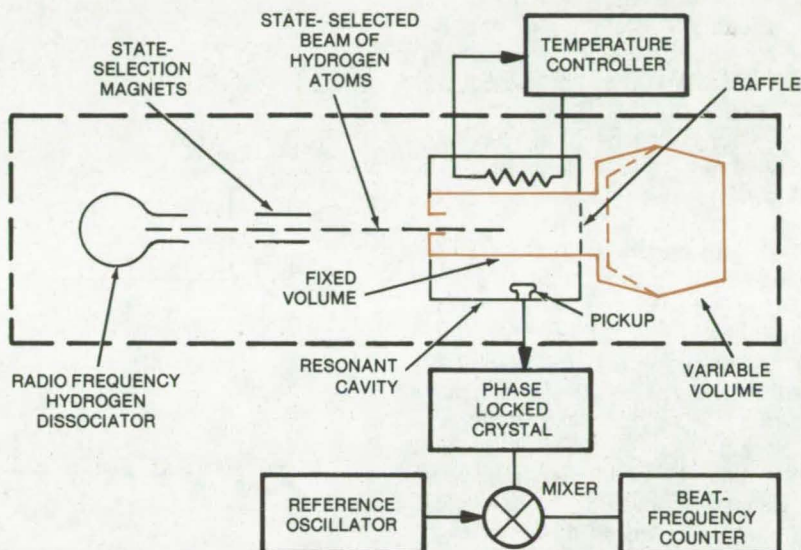 STATE-
SELECTION
MAGNETS
STATE- SELECTED
BEAM OF
HYDROGEN
ATOMS
TEMPERATURE
CONTROLLER
BAFFLE
FIXED
VOLUME
PICKUP
RESONANT
CAVITY
VARIABLE
VOLUME
RADIO FREQUENCY
HYDROGEN
DISSOCIATOR
PHASE
LOCKED
CRYSTAL
MIXER
REFERENCE
OSCILLATOR
BEAT-
FREQUENCY
COUNTER